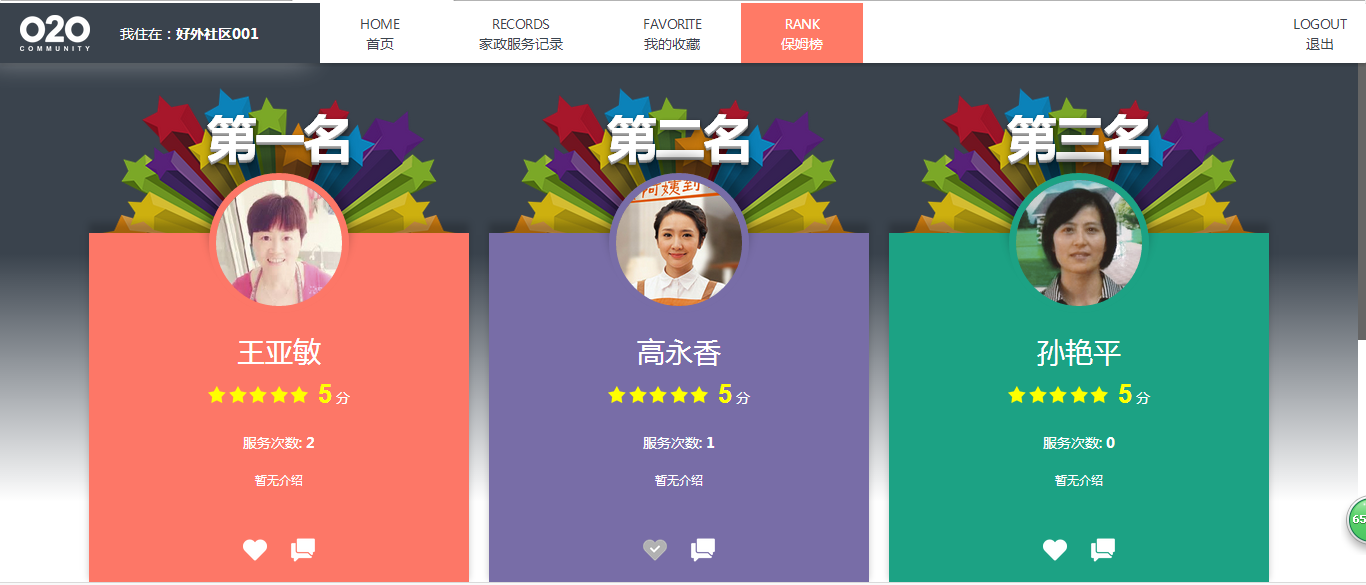 O2O
COMMUNITY
我住在：好外社区001
HOME
首页
RECORDS
家政服务记录
FAVORITE
我的收藏
RANK
保姆榜
LOGOUT
退出
第一名
第二名
第三名
阿姨到
王亚敏
高永香
孙艳平
5 分
5 分
5 分
服务次数: 2
服务次数: 1
服务次数: 0
暂无介绍
暂无介绍
暂无介绍
65